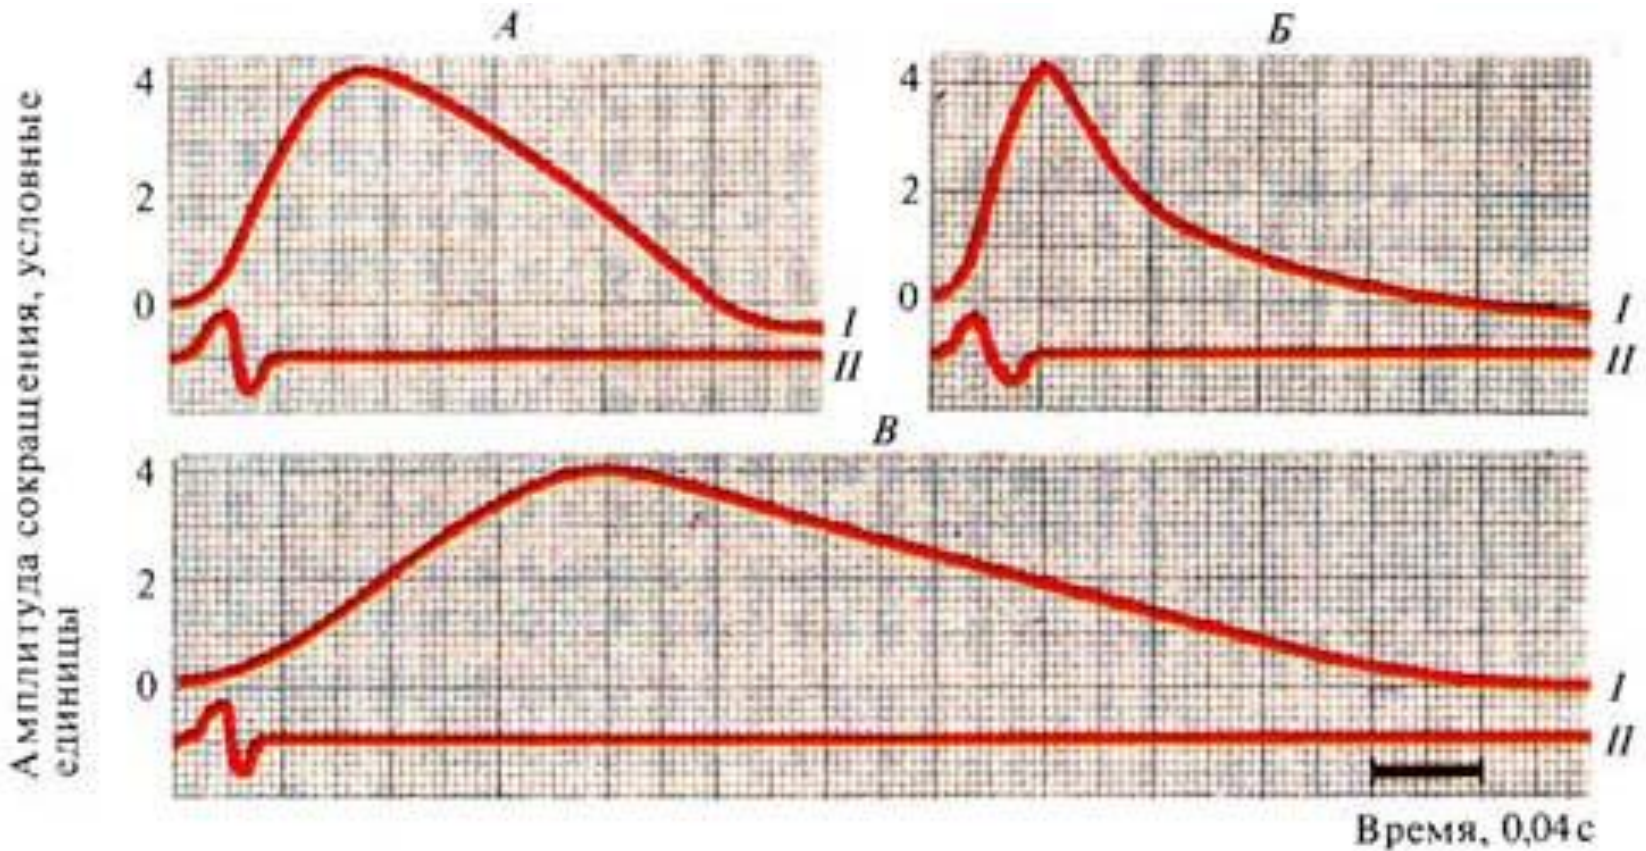 Амплитуда сокращения, условные
единицы
А
4
2
0
I
II
Б
4
2
0
I
II
В
4
2
0
I
II
Время, 0,04 с